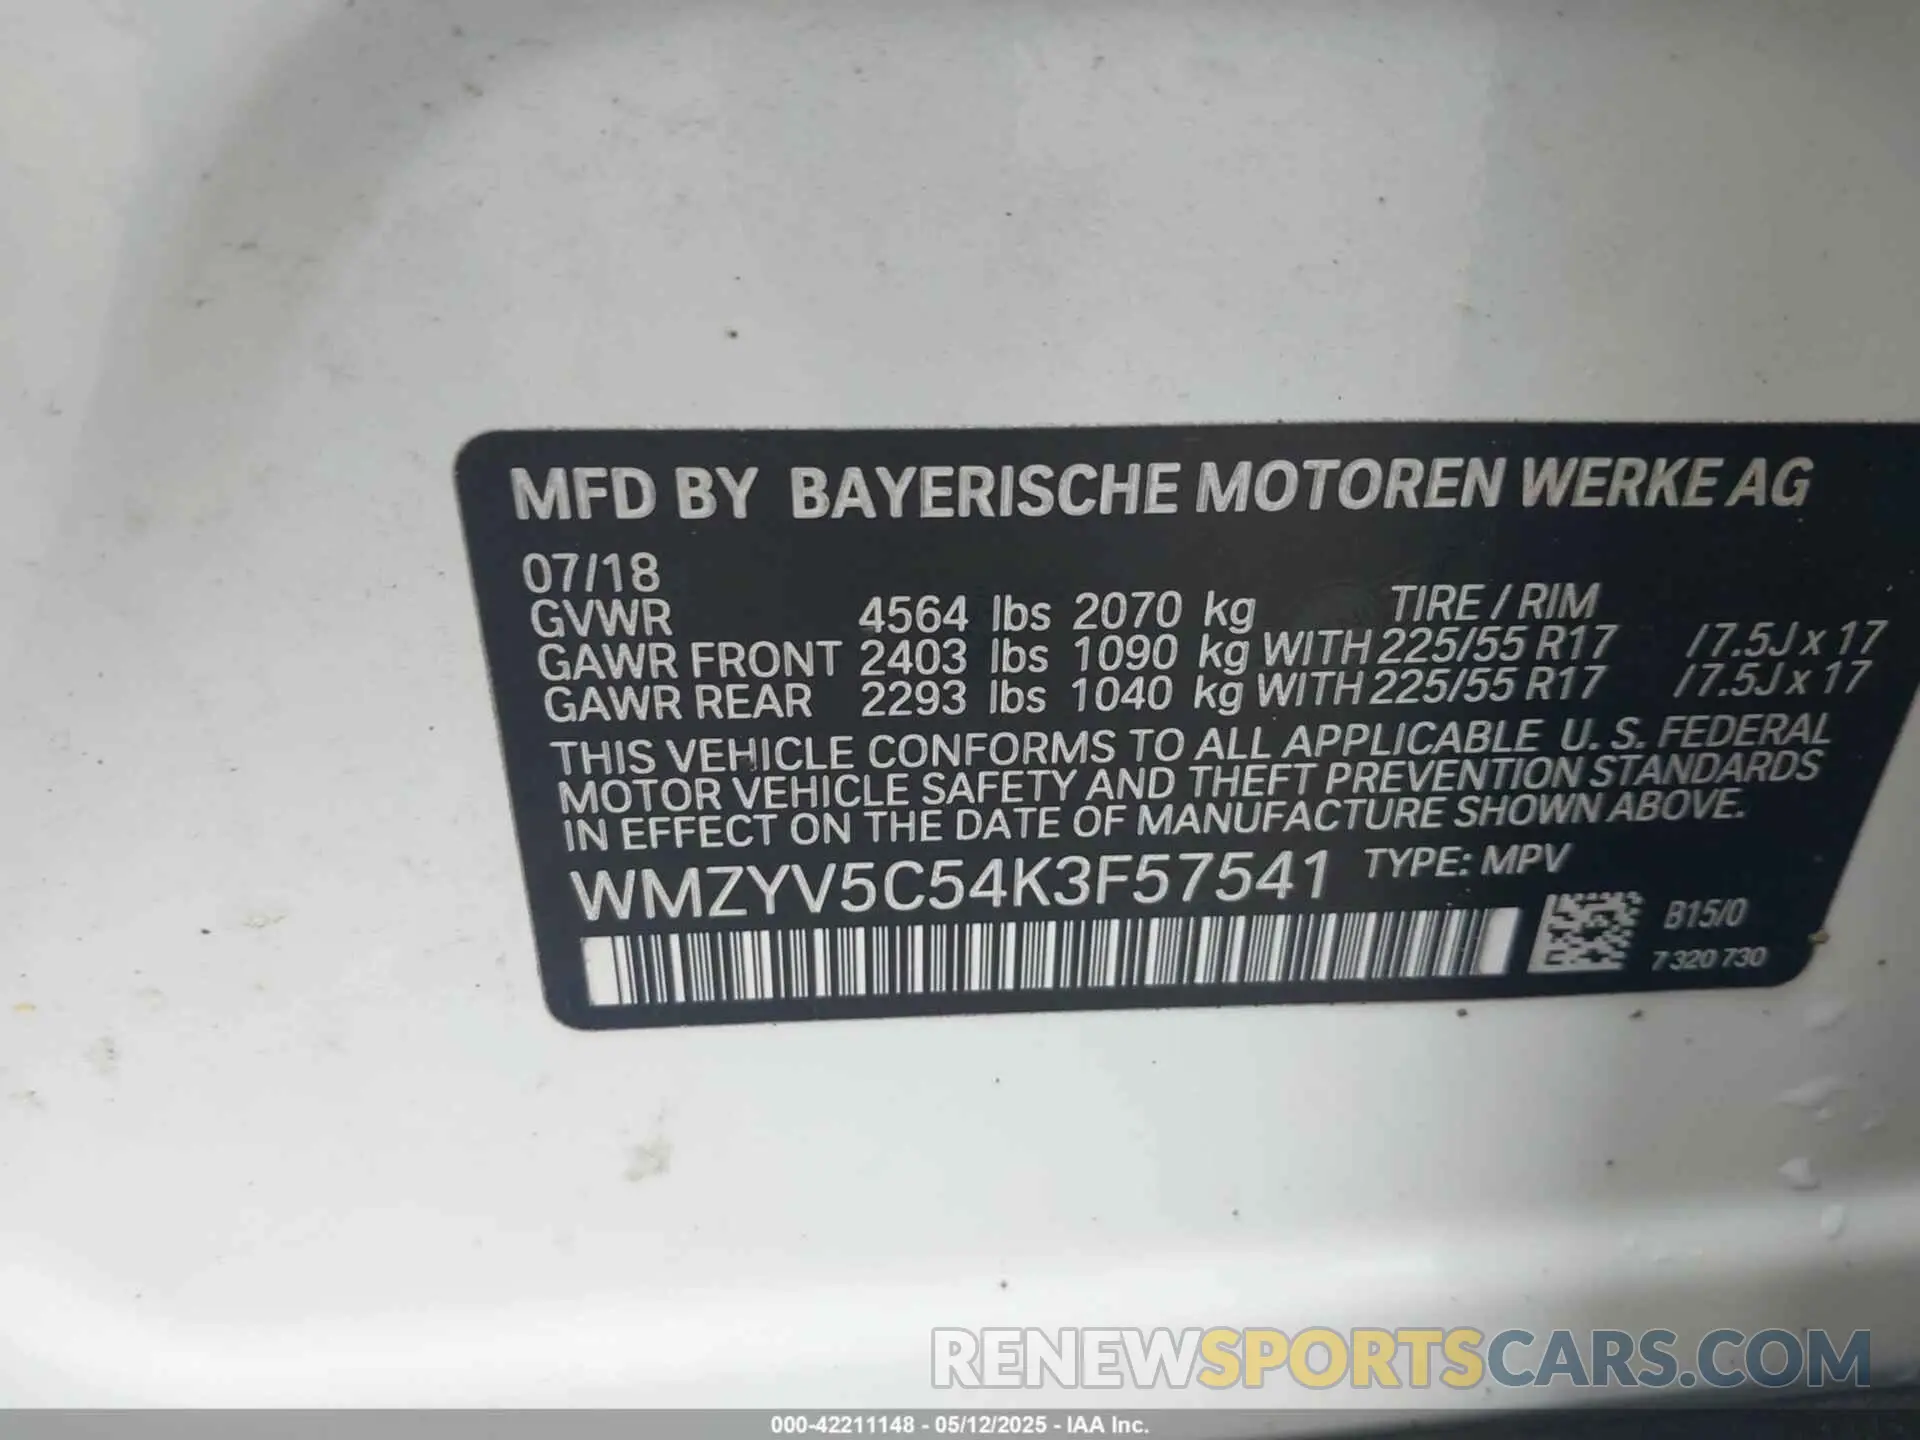 MFD BY BAYERISCHE MOTOREN WERKE AG
07/18
GVWR 4564 lbs 2070 kg TIRE / RIM
GAWR FRONT 2403 lbs 1090 kg WITH 225/55 R17 /7.5J x 17
GAWR REAR 2293 lbs 1040 kg WITH 225/55 R17 /7.5J x 17
THIS VEHICLE CONFORMS TO ALL APPLICABLE U. S. FEDERAL
MOTOR VEHICLE SAFETY AND THEFT PREVENTION STANDARDS
IN EFFECT ON THE DATE OF MANUFACTURE SHOWN ABOVE.
WMZYV5C54K3F57541 TYPE: MPV
B15/0
7 320 730
RENEWSPORTSCARS.COM
000-42211148 - 05/12/2025 - IAA Inc.